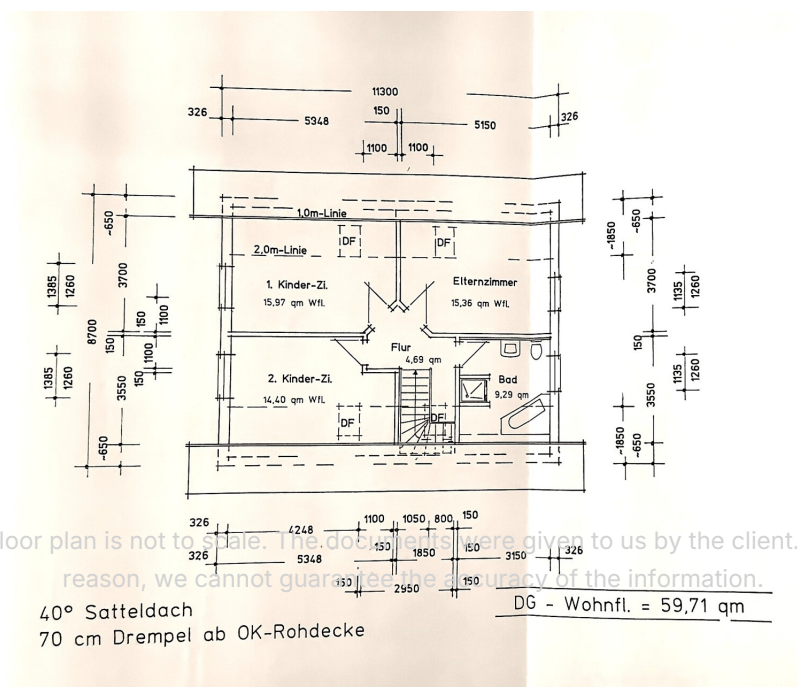 11300
326 5348 150 5150 326
1100 1100
1,0m-Linie
2,0m-Linie
DF
DF
1. Kinder-Zi.
15,97 qm Wfl.
Elternzimmer
15,36 qm Wfl.
Flur
4,69 qm
2. Kinder-Zi.
14,40 qm Wfl.
Bad
9,29 qm
DF
DF
~650
3700
150
1100
1385
1260
8700
150
1100
150
1385
1260
3550
~650
~1850
~650
3700
1135
1260
150
1135
1260
3550
~1850
~650
326 4248 1100 1050 800 150
326 5348 150 1850 150 3150 326
2950 150
loor plan is not to scale. The documents were given to us by the client.
reason, we cannot guarantee the accuracy of the information.
40° Satteldach
70 cm Drempel ab OK-Rohdecke
DG - Wohnfl. = 59,71 qm